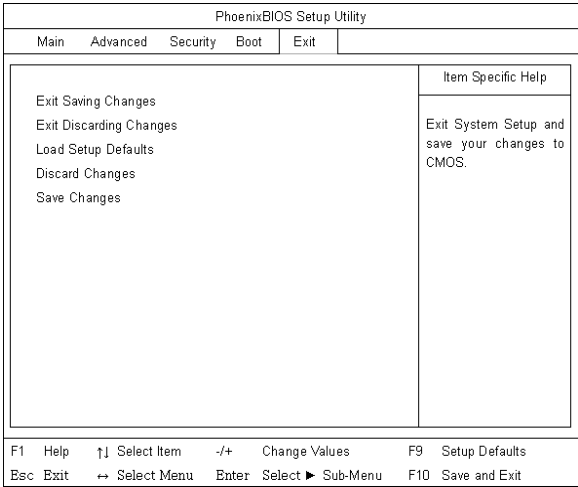 PhoenixBIOS Setup Utility
Main Advanced Security Boot Exit
Item Specific Help
Exit Saving Changes
Exit Discarding Changes
Load Setup Defaults
Discard Changes
Save Changes
Exit System Setup and
save your changes to
CMOS.
F1 Help ↑↓ Select Item -/+ Change Values F9 Setup Defaults
Esc Exit ↔ Select Menu Enter Select ► Sub-Menu F10 Save and Exit